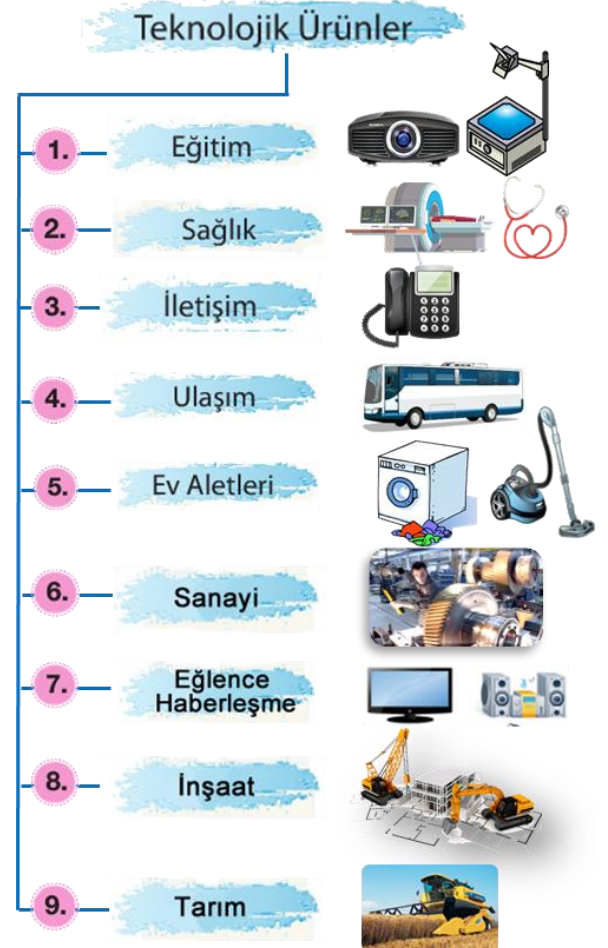 Teknolojik Ürünler
1. Eğitim
2. Sağlık
3. İletişim
4. Ulaşım
5. Ev Aletleri
6. Sanayi
7. Eğlence
Haberleşme
8. İnşaat
9. Tarım